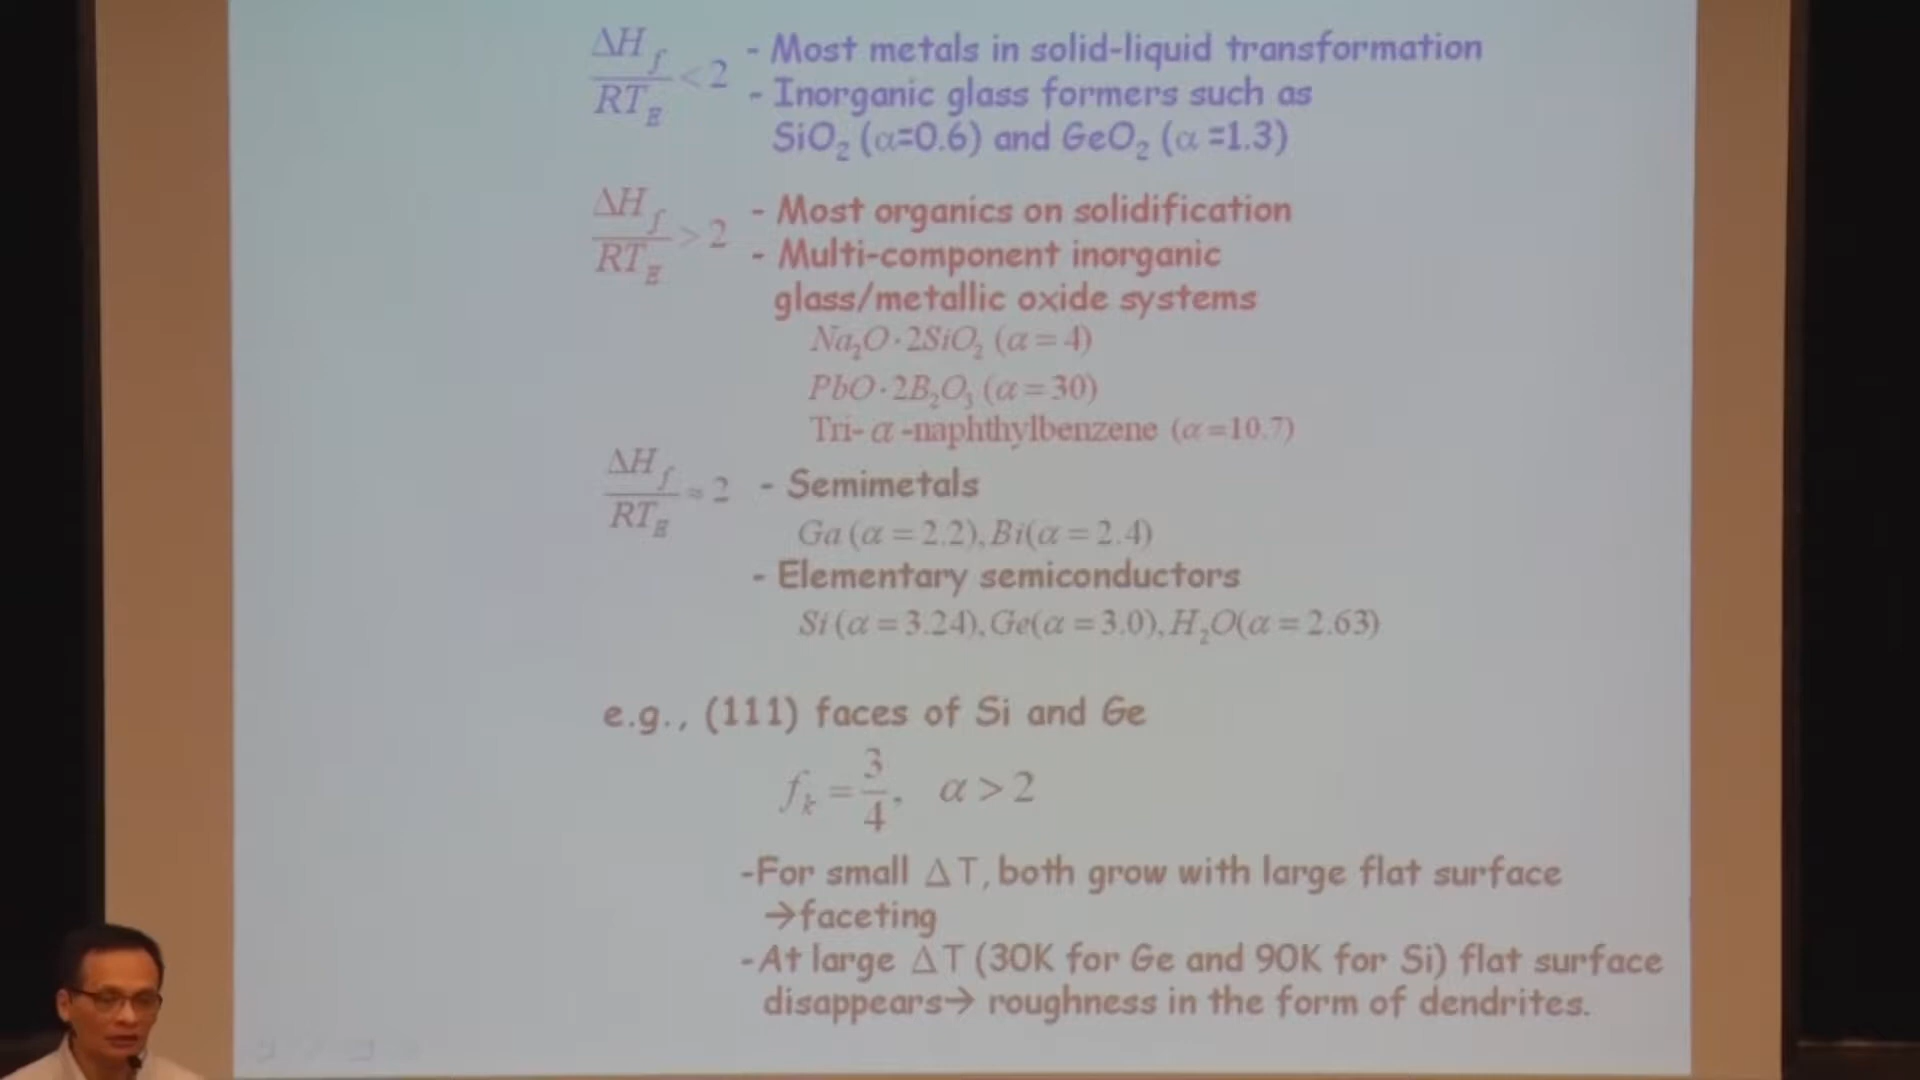 ΔH_f / RT_E < 2 - Most metals in solid-liquid transformation
- Inorganic glass formers such as
SiO₂ (α=0.6) and GeO₂ (α =1.3)
ΔH_f / RT_E > 2 - Most organics on solidification
- Multi-component inorganic
glass/metallic oxide systems
Na₂O·2SiO₂ (α = 4)
PbO·2B₂O₃ (α = 30)
Tri-α-naphthylbenzene (α=10.7)
ΔH_f / RT_E ≈ 2 - Semimetals
Ga (α = 2.2), Bi(α = 2.4)
- Elementary semiconductors
Si (α = 3.24), Ge(α = 3.0), H₂O(α = 2.63)
e.g., (111) faces of Si and Ge
f_k = 3/4, α > 2
-For small ΔT, both grow with large flat surface
→faceting
-At large ΔT (30K for Ge and 90K for Si) flat surface
disappears→ roughness in the form of dendrites.